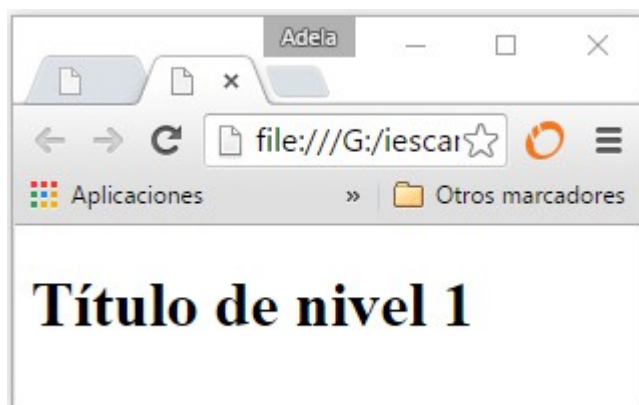 Adela
file:///G:/iescar
Aplicaciones » Otros marcadores
Título de nivel 1